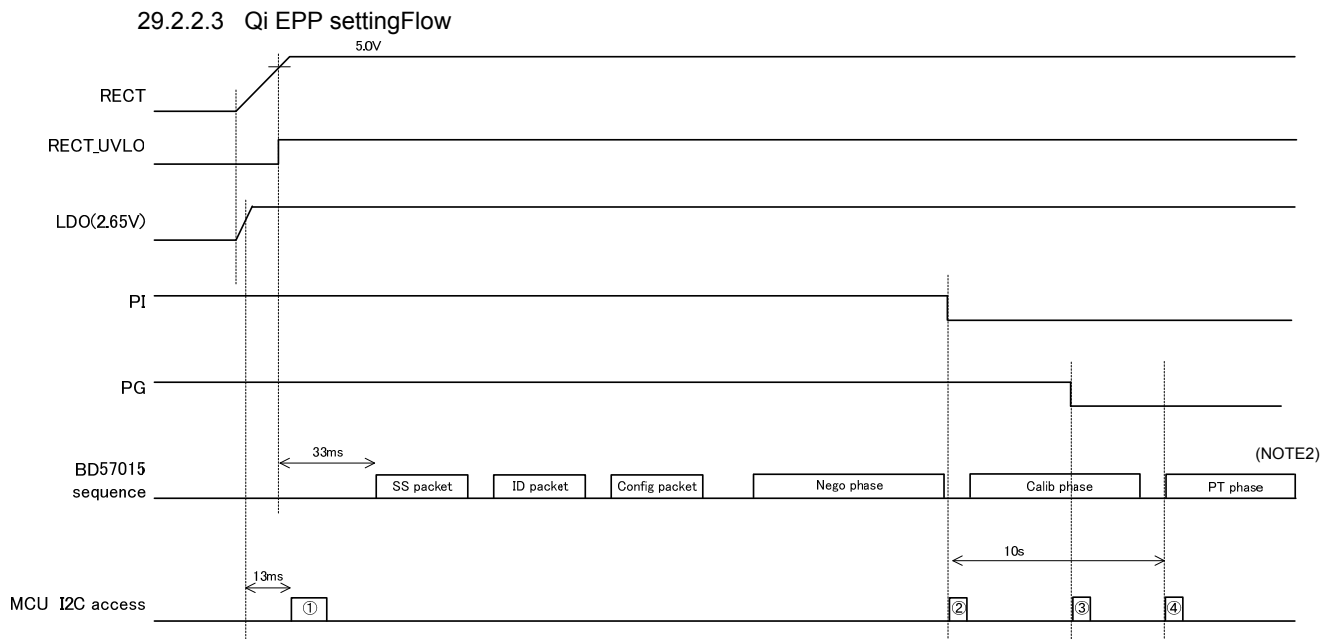 29.2.2.3 Qi EPP settingFlow
5.0V
RECT
RECT_UVLO
LDO(2.65V)
PI
PG
33ms
(NOTE2)
BD57015
sequence
SS packet
ID packet
Config packet
Nego phase
Calib phase
PT phase
10s
13ms
MCU I2C access
①
②
③
④